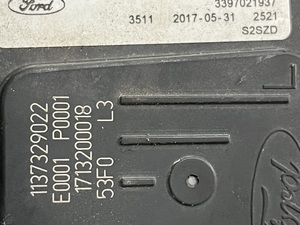 Ford
3397021937
3511 2017-05-31 2521
S2SZD
1137329022
E0001 P0001
1713200018
53F0 L3
L